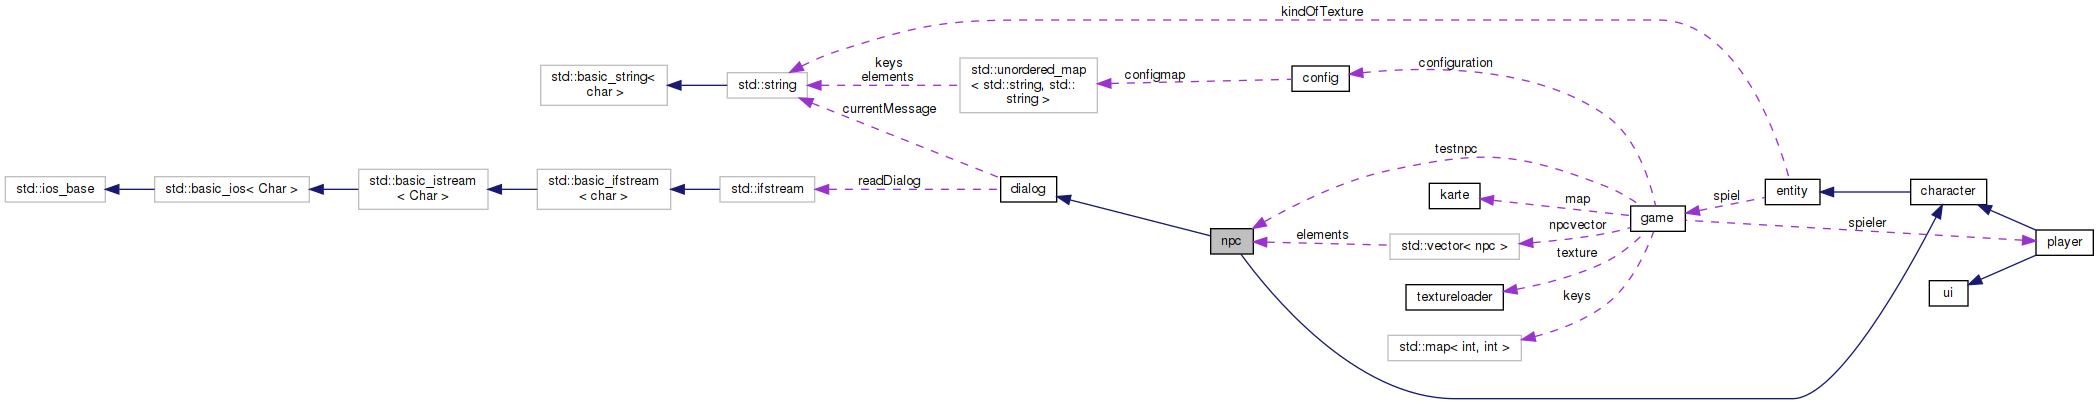 kindOfTexture
std::basic_string<
char >
std::string
keys
elements
std::unordered_map
< std::string, std::
string >
configmap
config
configuration
currentMessage
std::ios_base
std::basic_ios< Char >
std::basic_istream
< Char >
std::basic_ifstream
< char >
std::ifstream
readDialog
dialog
testnpc
karte
map
npc
elements
std::vector< npc >
npcvector
texture
textureloader
keys
std::map< int, int >
game
spiel
entity
character
spieler
player
ui